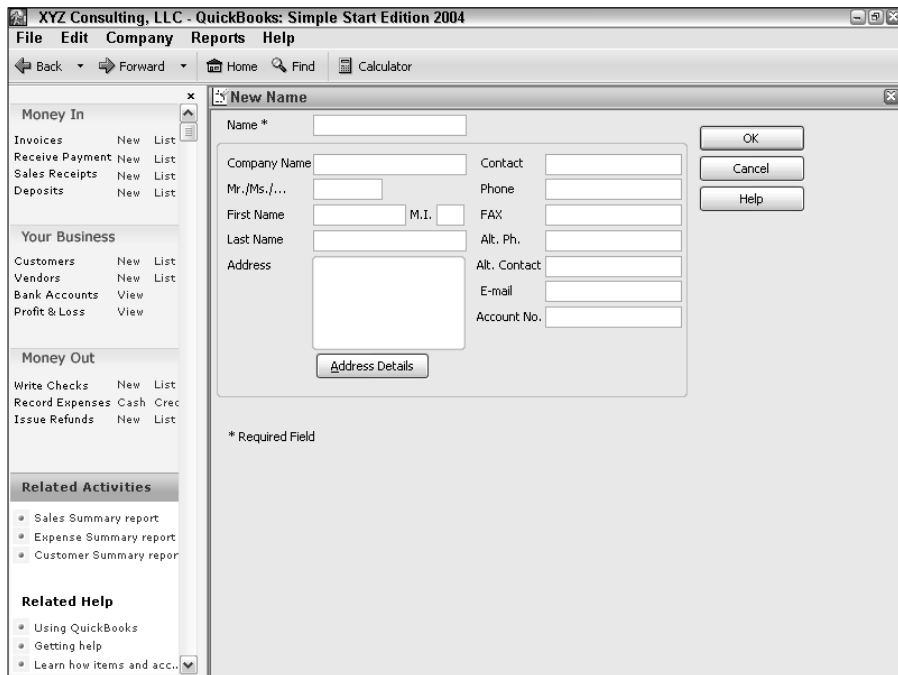 XYZ Consulting, LLC - QuickBooks: Simple Start Edition 2004
File Edit Company Reports Help
Back Forward Home Find Calculator
Money In
Invoices New List
Receive Payment New List
Sales Receipts New List
Deposits New List
Your Business
Customers New List
Vendors New List
Bank Accounts View
Profit & Loss View
Money Out
Write Checks New List
Record Expenses Cash Cred
Issue Refunds New List
Related Activities
Sales Summary report
Expense Summary report
Customer Summary repor
Related Help
Using QuickBooks
Getting help
Learn how items and acc..
New Name
Name *
Company Name
Mr./Ms./...
First Name M.I.
Last Name
Address
Address Details
Contact
Phone
FAX
Alt. Ph.
Alt. Contact
E-mail
Account No.
* Required Field
OK
Cancel
Help